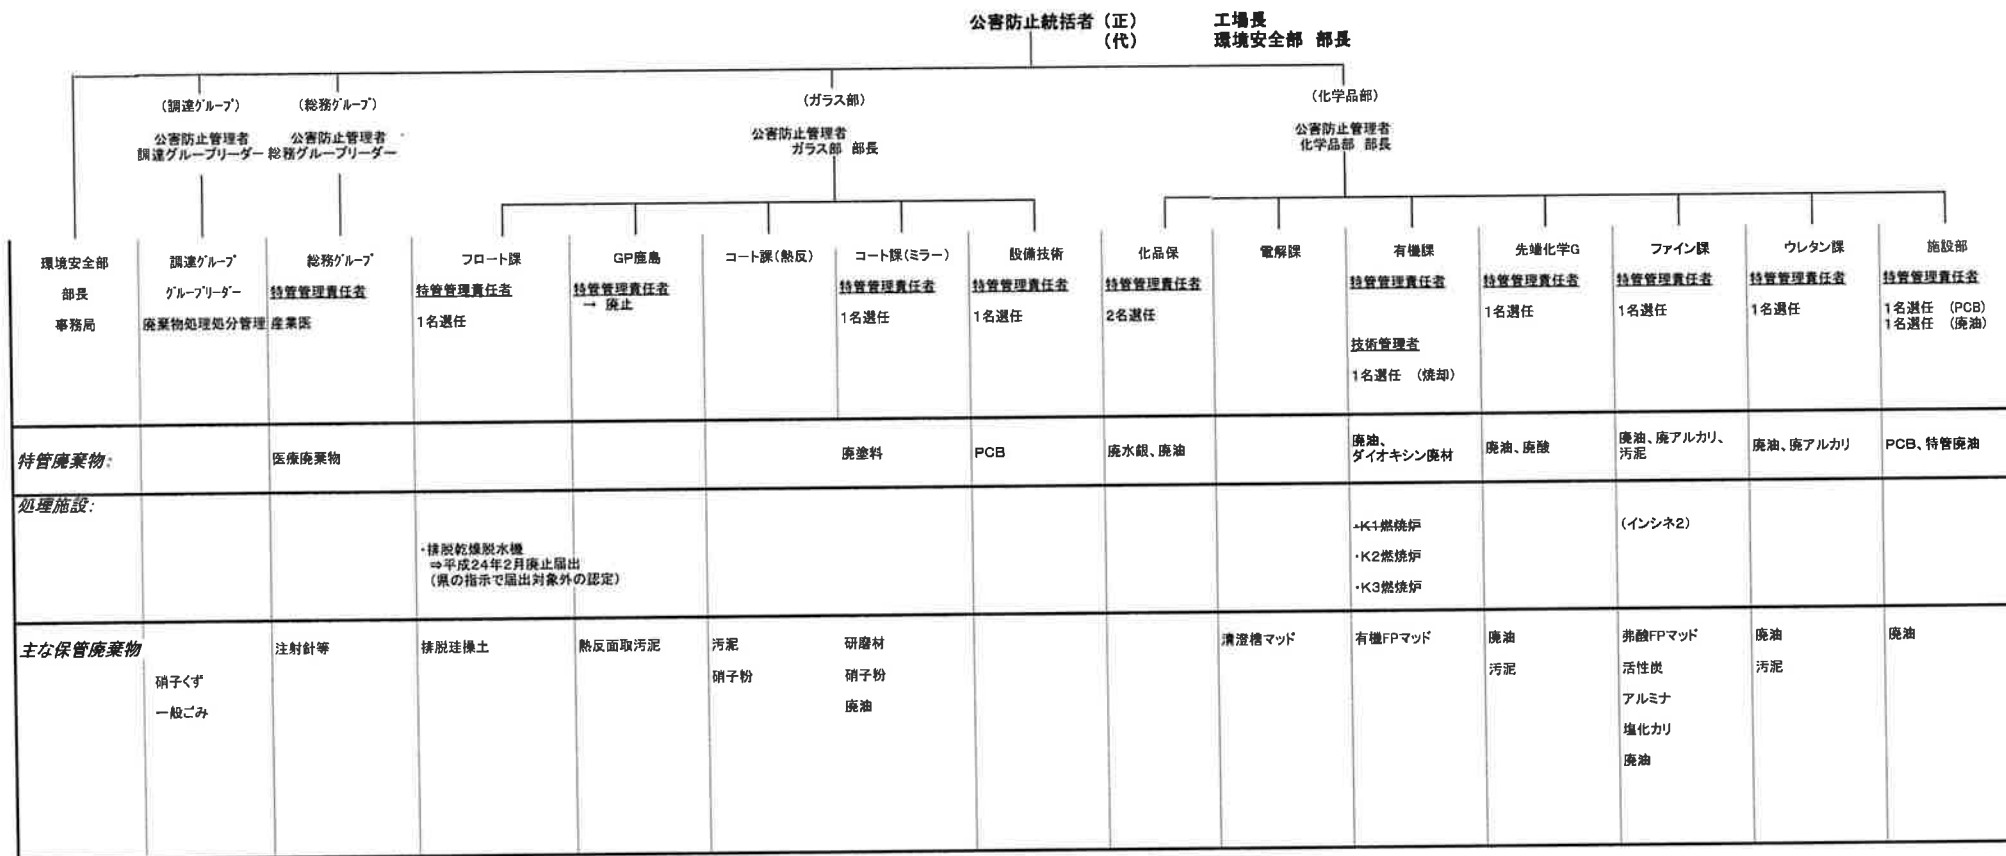 公害防止統括者（正） 工場長
（代） 環境安全部 部長
（調達グループ） （総務グループ） （ガラス部） （化学品部）
公害防止管理者
調達グループリーダー
公害防止管理者
総務グループリーダー
公害防止管理者
ガラス部 部長
公害防止管理者
化学品部 部長
環境安全部
部長
事務局
調達グループ
グループリーダー
廃棄物処理処分管理
総務グループ
特管管理責任者
産業医
フロート課
特管管理責任者
1名選任
GP鹿島
特管管理責任者
→ 廃止
コート課（熱反）
コート課（ミラー）
特管管理責任者
1名選任
設備技術
特管管理責任者
1名選任
化品保
特管管理責任者
2名選任
電解課
有機課
特管管理責任者
技術管理者
1名選任 （焼却）
先端化学G
特管管理責任者
1名選任
ファイン課
特管管理責任者
1名選任
ウレタン課
特管管理責任者
1名選任
施設部
特管管理責任者
1名選任 （PCB）
1名選任 （廃油）
特管廃棄物:
医療廃棄物
廃塗料
PCB
廃水銀、廃油
廃油、
ダイオキシン廃材
廃油、廃酸
廃油、廃アルカリ、
汚泥
廃油、廃アルカリ
PCB、特管廃油
処理施設:
・排脱乾燥脱水機
⇒平成24年2月廃止届出
（県の指示で届出対象外の認定）
・K1燃焼炉
・K2燃焼炉
・K3燃焼炉
（インシネ2）
主な保管廃棄物
硝子くず
一般ごみ
注射針等
排脱珪操土
熱反面取汚泥
汚泥
硝子粉
研磨材
硝子粉
廃油
清澄槽マッド
有機FPマッド
廃油
汚泥
弗酸FPマッド
活性炭
アルミナ
塩化カリ
廃油
廃油
汚泥
廃油